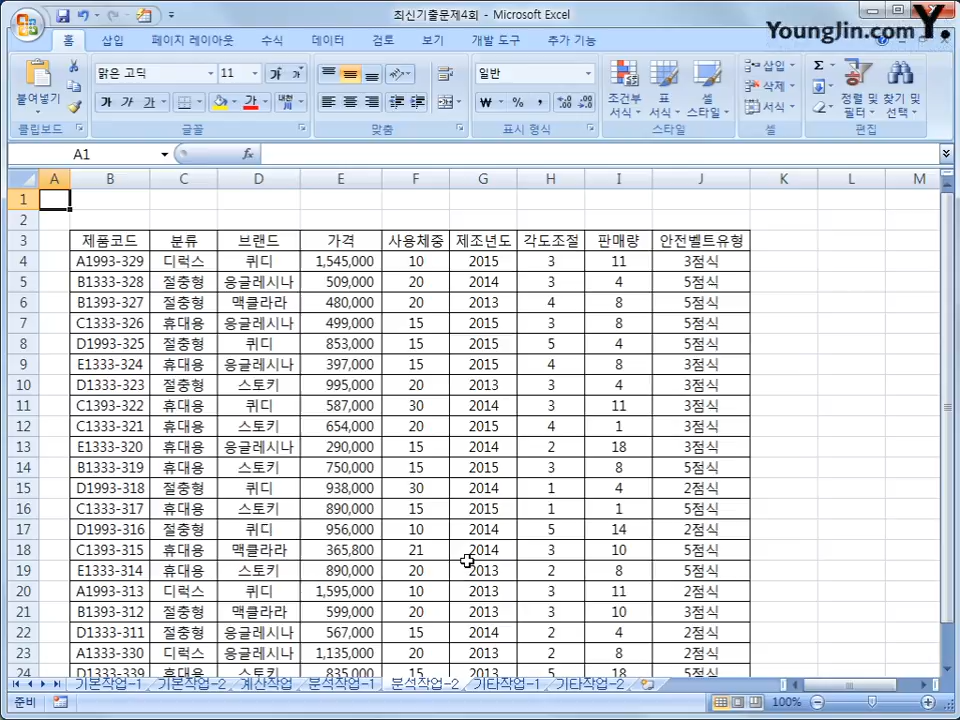 최신기출문제4회 - Microsoft Excel
YoungJin.com Y.
홈 삽입 페이지 레이아웃 수식 데이터 검토 보기 개발 도구 추가 기능
맑은 고딕 11 일반
붙여넣기 가 가 가 가 가 가 조건부 서식 표 서식 셀 스타일 삽입 삭제 서식 Σ 정렬 및 필터 찾기 및 선택
클립보드 글꼴 맞춤 표시 형식 스타일 셀 편집
A1 fx
A B C D E F G H I J K L M
1
2
3 제품코드 분류 브랜드 가격 사용체중 제조년도 각도조절 판매량 안전벨트유형
4 A1993-329 디럭스 퀴디 1,545,000 10 2015 3 11 3점식
5 B1333-328 절충형 응글레시나 509,000 20 2014 3 4 5점식
6 B1393-327 절충형 맥클라라 480,000 20 2013 4 8 5점식
7 C1333-326 휴대용 응글레시나 499,000 15 2015 3 8 5점식
8 D1993-325 절충형 퀴디 853,000 15 2015 5 4 5점식
9 E1333-324 휴대용 응글레시나 397,000 15 2015 4 8 3점식
10 D1333-323 절충형 스토키 995,000 20 2013 3 4 3점식
11 C1393-322 휴대용 퀴디 587,000 30 2014 3 11 3점식
12 C1333-321 휴대용 스토키 654,000 20 2015 4 1 3점식
13 E1333-320 휴대용 응글레시나 290,000 15 2014 2 18 3점식
14 B1333-319 휴대용 스토키 750,000 15 2015 3 8 5점식
15 D1993-318 절충형 퀴디 938,000 30 2014 1 4 2점식
16 C1333-317 휴대용 스토키 890,000 15 2015 1 1 5점식
17 D1993-316 절충형 퀴디 956,000 10 2014 5 14 2점식
18 C1393-315 휴대용 맥클라라 365,800 21 2014 3 10 5점식
19 E1333-314 휴대용 스토키 890,000 20 2013 2 8 5점식
20 A1993-313 디럭스 퀴디 1,595,000 10 2013 3 11 2점식
21 B1393-312 절충형 맥클라라 599,000 20 2013 3 10 3점식
22 D1333-311 절충형 응글레시나 567,000 15 2014 2 4 2점식
23 A1333-330 디럭스 응글레시나 1,135,000 20 2013 2 8 2점식
24 D1333-339 휴대용 스토키 835,000 15 2013 5 18 5점식
기본작업-1 기본작업-2 계산작업 분석작업-1 분석작업-2 기타작업-1 기타작업-2
준비 100%